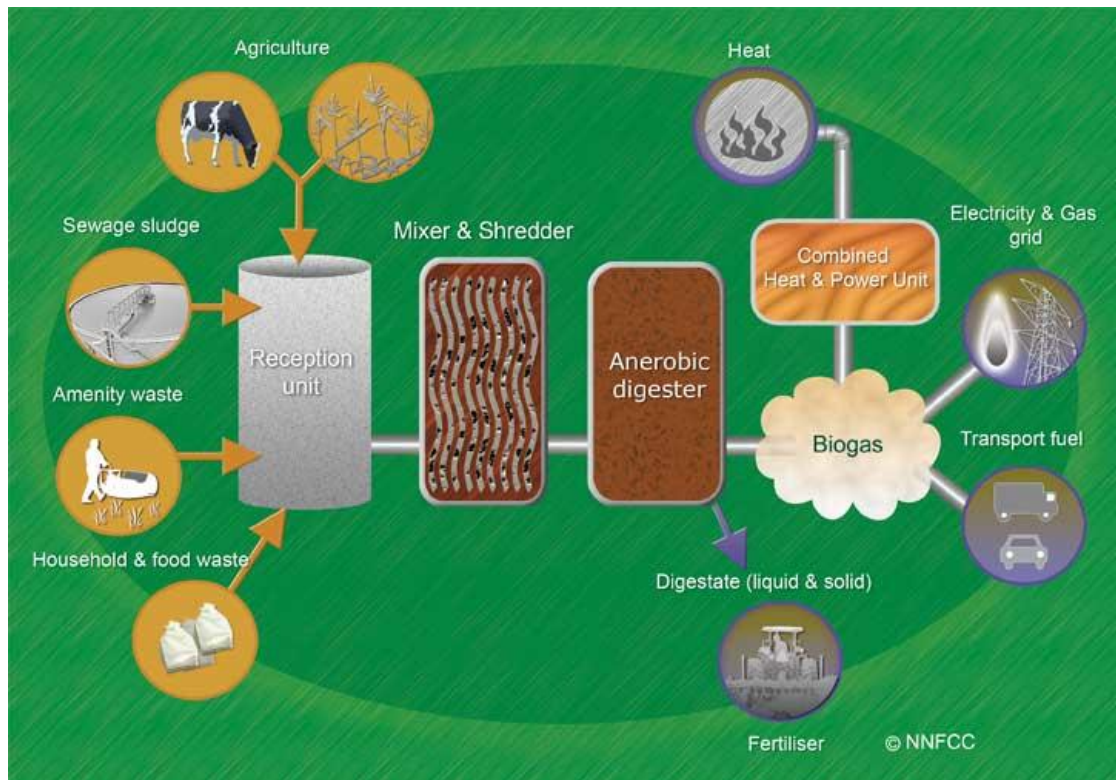 Agriculture
Heat
Sewage sludge
Mixer & Shredder
Electricity & Gas
grid
Combined
Heat & Power Unit
Reception
unit
Anerobic
digester
Amenity waste
Biogas
Transport fuel
Household & food waste
Digestate (liquid & solid)
Fertiliser
© NNFCC